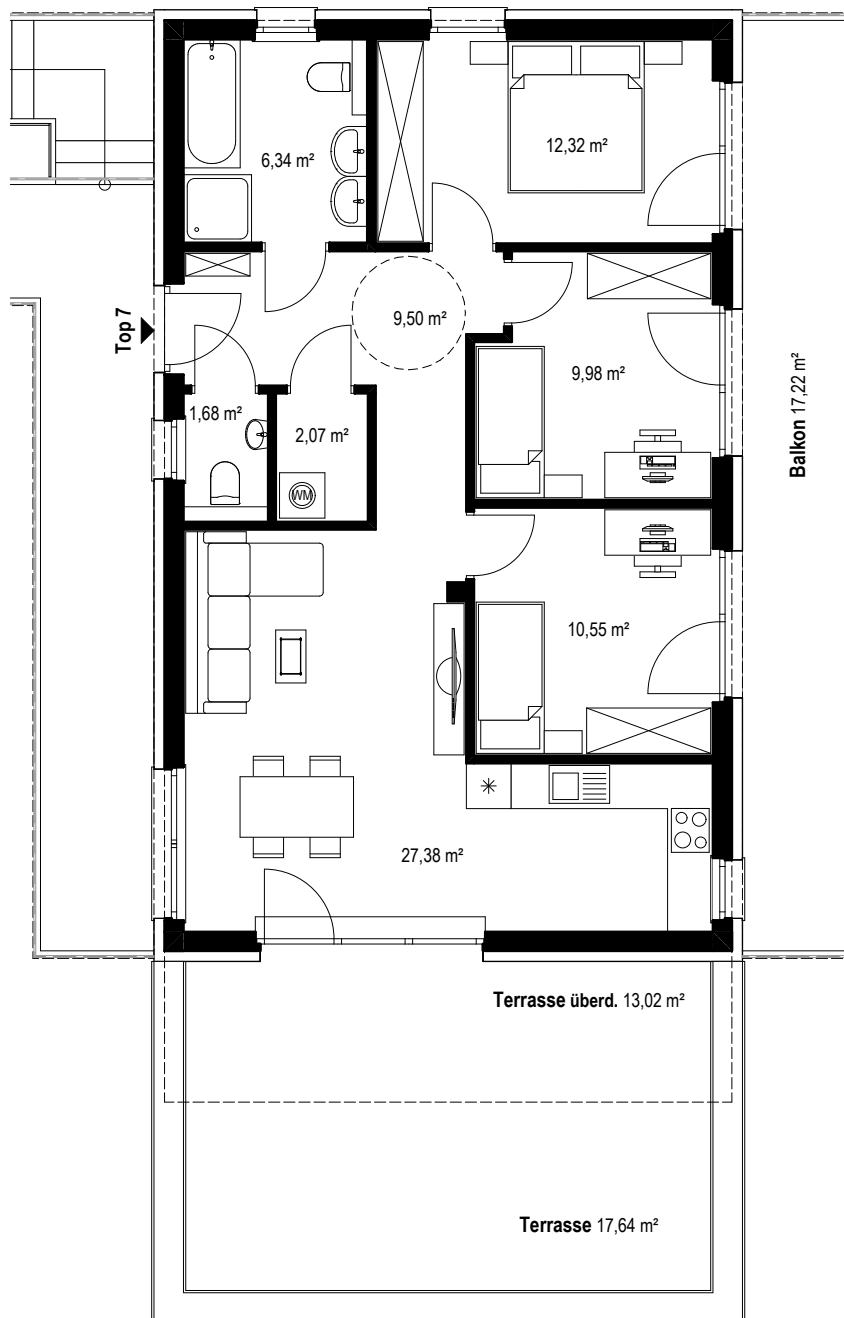 6,34 m²
12,32 m²
Top 7
9,50 m²
9,98 m²
Balkon 17,22 m²
1,68 m²
2,07 m²
WM
10,55 m²
27,38 m²
Terrasse überd. 13,02 m²
Terrasse 17,64 m²